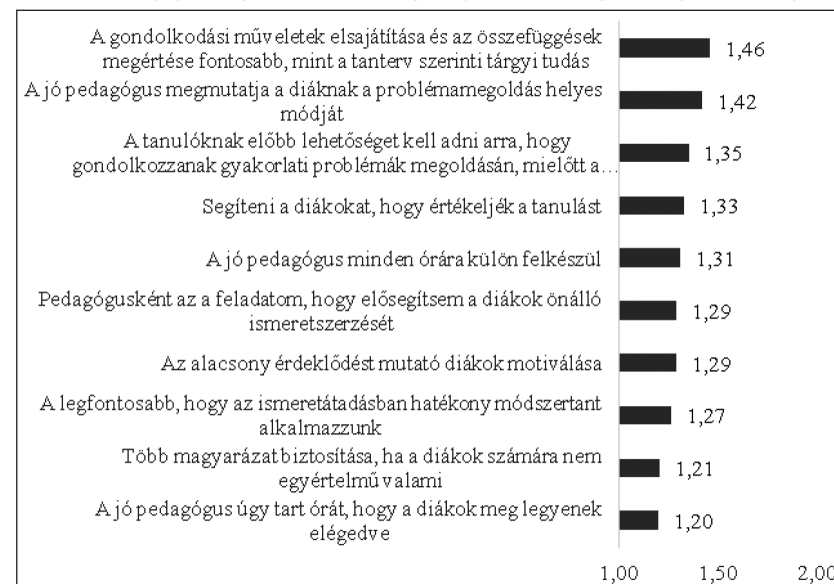 A gondolkodási műveletek elsajátítása és az összefüggések
megértése fontosabb, mint a tanterv szerinti tárgyi tudás
1,46
A jó pedagógus megmutatja a diáknak a problémamegoldás helyes
módját
1,42
A tanulóknak előbb lehetőséget kell adni arra, hogy
gondolkozzanak gyakorlati problémák megoldásán, mielőtt a…
1,35
Segíteni a diákokat, hogy értékeljék a tanulást
1,33
A jó pedagógus minden órára külön felkészül
1,31
Pedagógusként az a feladatom, hogy elősegítsem a diákok önálló
ismeretszerzését
1,29
Az alacsony érdeklődést mutató diákok motiválása
1,29
A legfontosabb, hogy az ismeretátadásban hatékony módszertant
alkalmazzunk
1,27
Több magyarázat biztosítása, ha a diákok számára nem
egyértelmű valami
1,21
A jó pedagógus úgy tart órát, hogy a diákok meg legyenek
elégedve
1,20
1,00 1,50 2,00